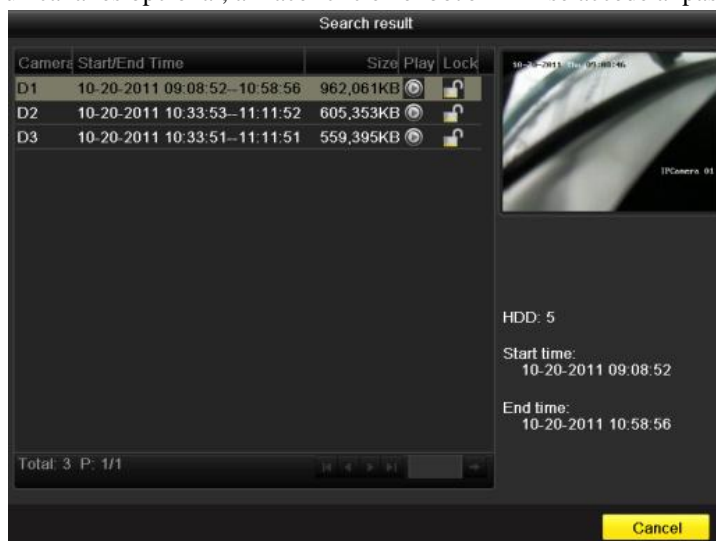 Search result
Camera Start/End Time Size Play Lock
D1 10-20-2011 09:08:52--10:58:56 962,061KB
D2 10-20-2011 10:33:53--11:11:52 605,353KB
D3 10-20-2011 10:33:51--11:11:51 559,395KB
Total: 3 P: 1/1
IPCamera 01
HDD: 5
Start time:
10-20-2011 09:08:52
End time:
10-20-2011 10:58:56
Cancel